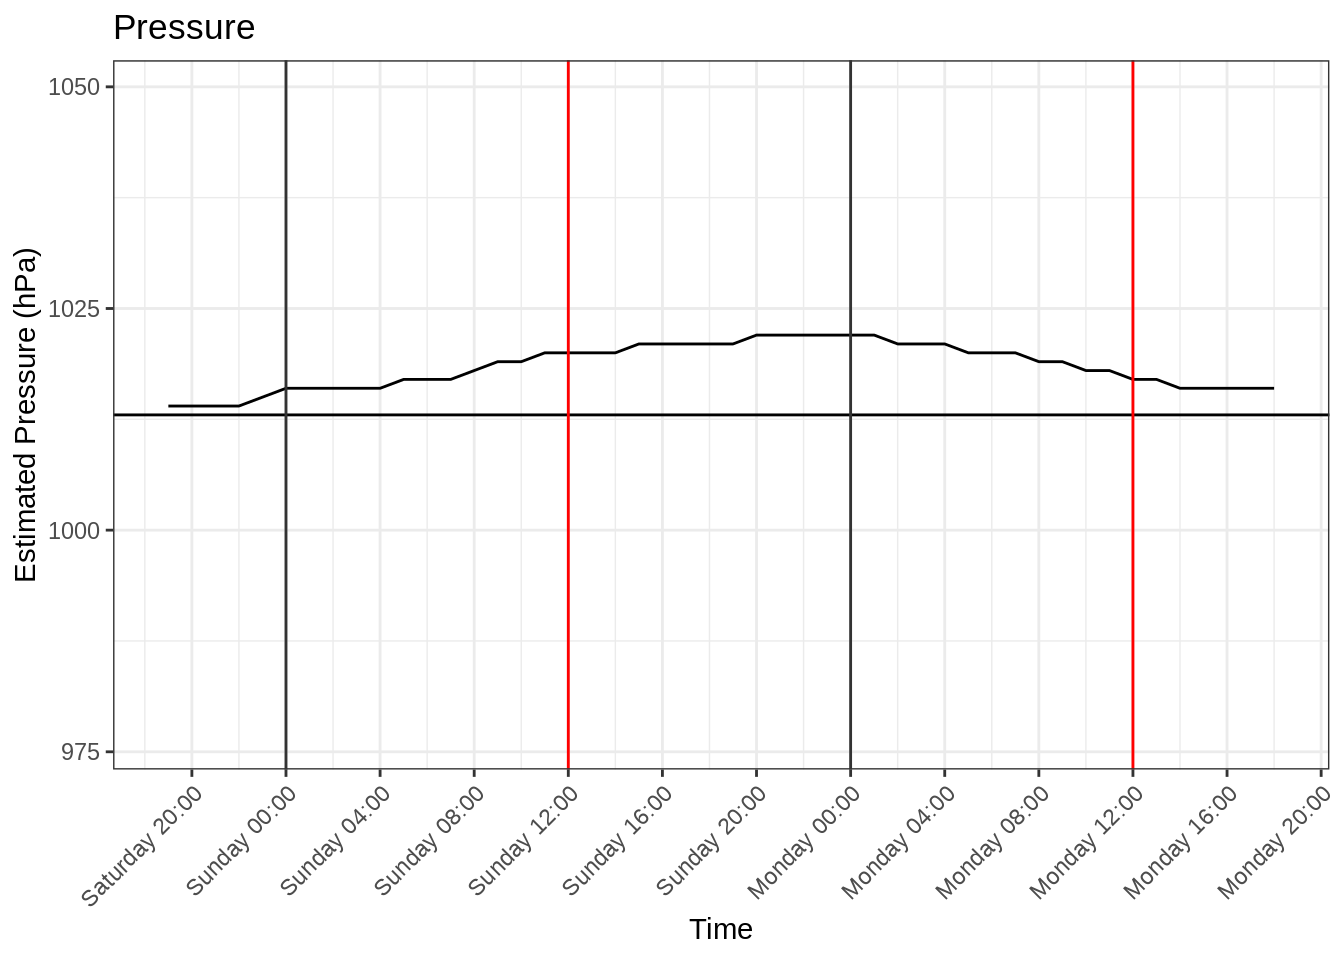 Pressure
Estimated Pressure (hPa)
1050
1025
1000
975
Saturday 20:00
Sunday 00:00
Sunday 04:00
Sunday 08:00
Sunday 12:00
Sunday 16:00
Sunday 20:00
Monday 00:00
Monday 04:00
Monday 08:00
Monday 12:00
Monday 16:00
Monday 20:00
Time